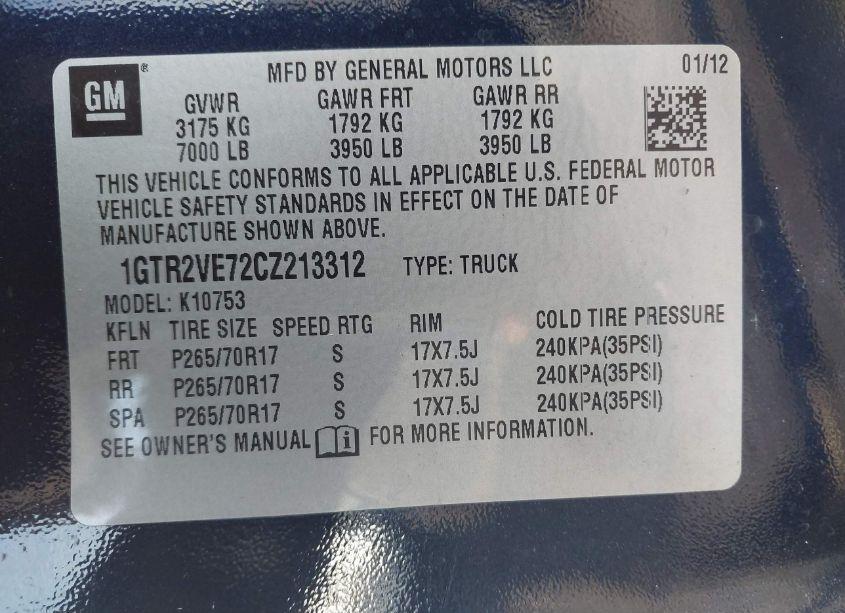 GM ® MFD BY GENERAL MOTORS LLC 01/12
GVWR GAWR FRT GAWR RR
3175 KG 1792 KG 1792 KG
7000 LB 3950 LB 3950 LB
THIS VEHICLE CONFORMS TO ALL APPLICABLE U.S. FEDERAL MOTOR
VEHICLE SAFETY STANDARDS IN EFFECT ON THE DATE OF
MANUFACTURE SHOWN ABOVE.
1GTR2VE72CZ213312 TYPE: TRUCK
MODEL: K10753
KFLN TIRE SIZE SPEED RTG RIM COLD TIRE PRESSURE
FRT P265/70R17 S 17X7.5J 240KPA(35PSI)
RR P265/70R17 S 17X7.5J 240KPA(35PSI)
SPA P265/70R17 S 17X7.5J 240KPA(35PSI)
SEE OWNER'S MANUAL i FOR MORE INFORMATION.